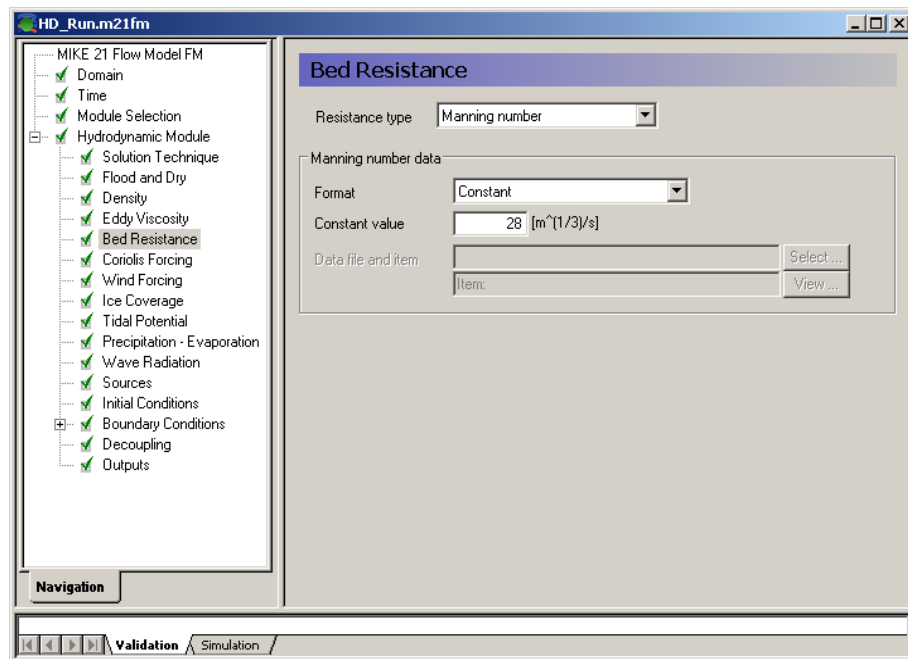 HD_Run.m21fm
MIKE 21 Flow Model FM
Domain
Time
Module Selection
Hydrodynamic Module
Solution Technique
Flood and Dry
Density
Eddy Viscosity
Bed Resistance
Coriolis Forcing
Wind Forcing
Ice Coverage
Tidal Potential
Precipitation - Evaporation
Wave Radiation
Sources
Initial Conditions
Boundary Conditions
Decoupling
Outputs
Navigation
Bed Resistance
Resistance type Manning number
Manning number data
Format Constant
Constant value 28 [m^(1/3)/s]
Data file and item Select ...
Item: View ...
Validation Simulation